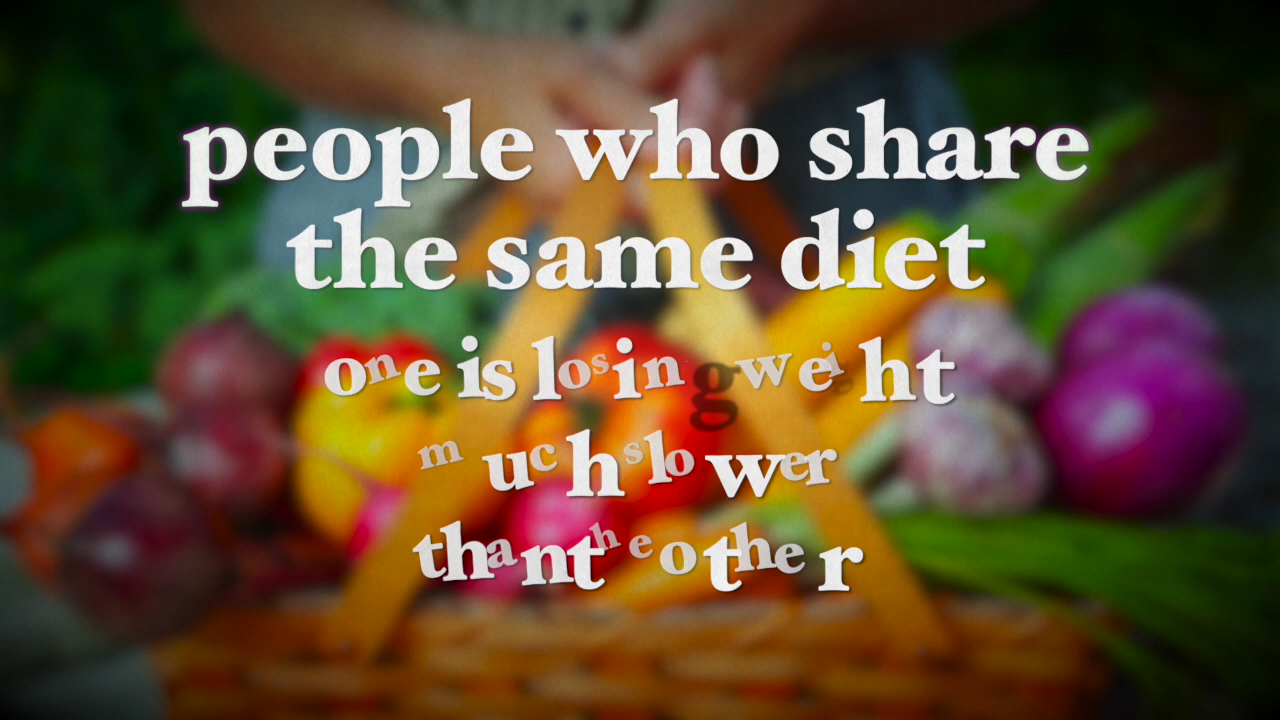 people who share
the same diet
one is losing weight
much slower
than the other